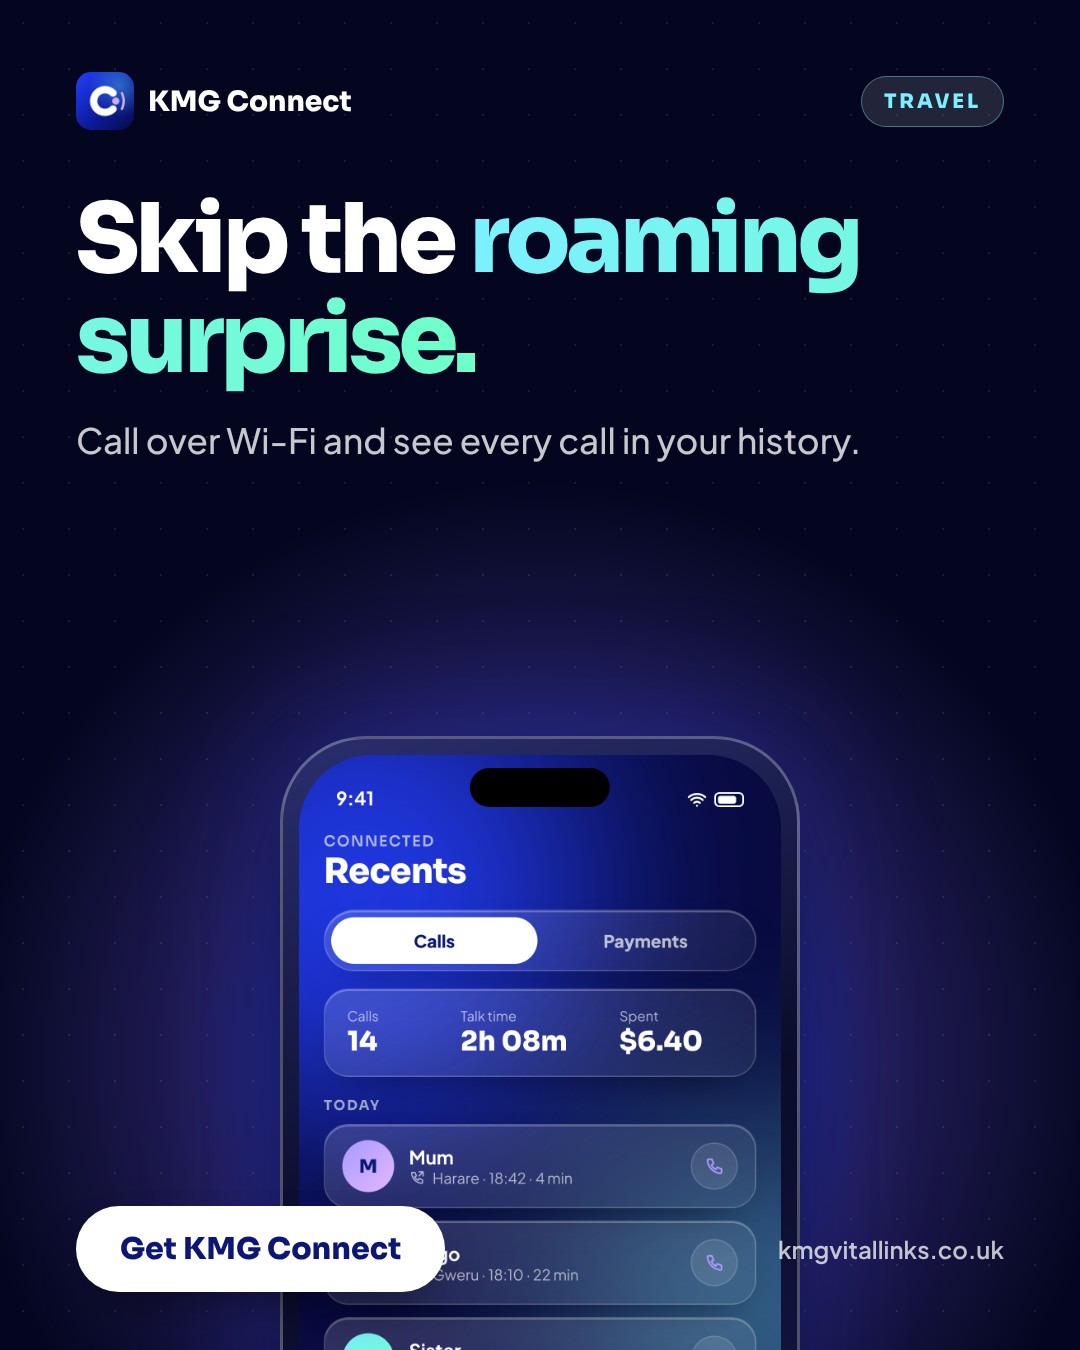 KMG Connect
TRAVEL
Skip the roaming
surprise.
Call over Wi-Fi and see every call in your history.
9:41
CONNECTED
Recents
Calls
Payments
Calls
Talk time
Spent
14
2h 08m
$6.40
TODAY
M
Mum
Harare · 18:42 · 4 min
Get KMG Connect
Gweru · 18:10 · 22 min
kmgvitallinks.co.uk
Sister